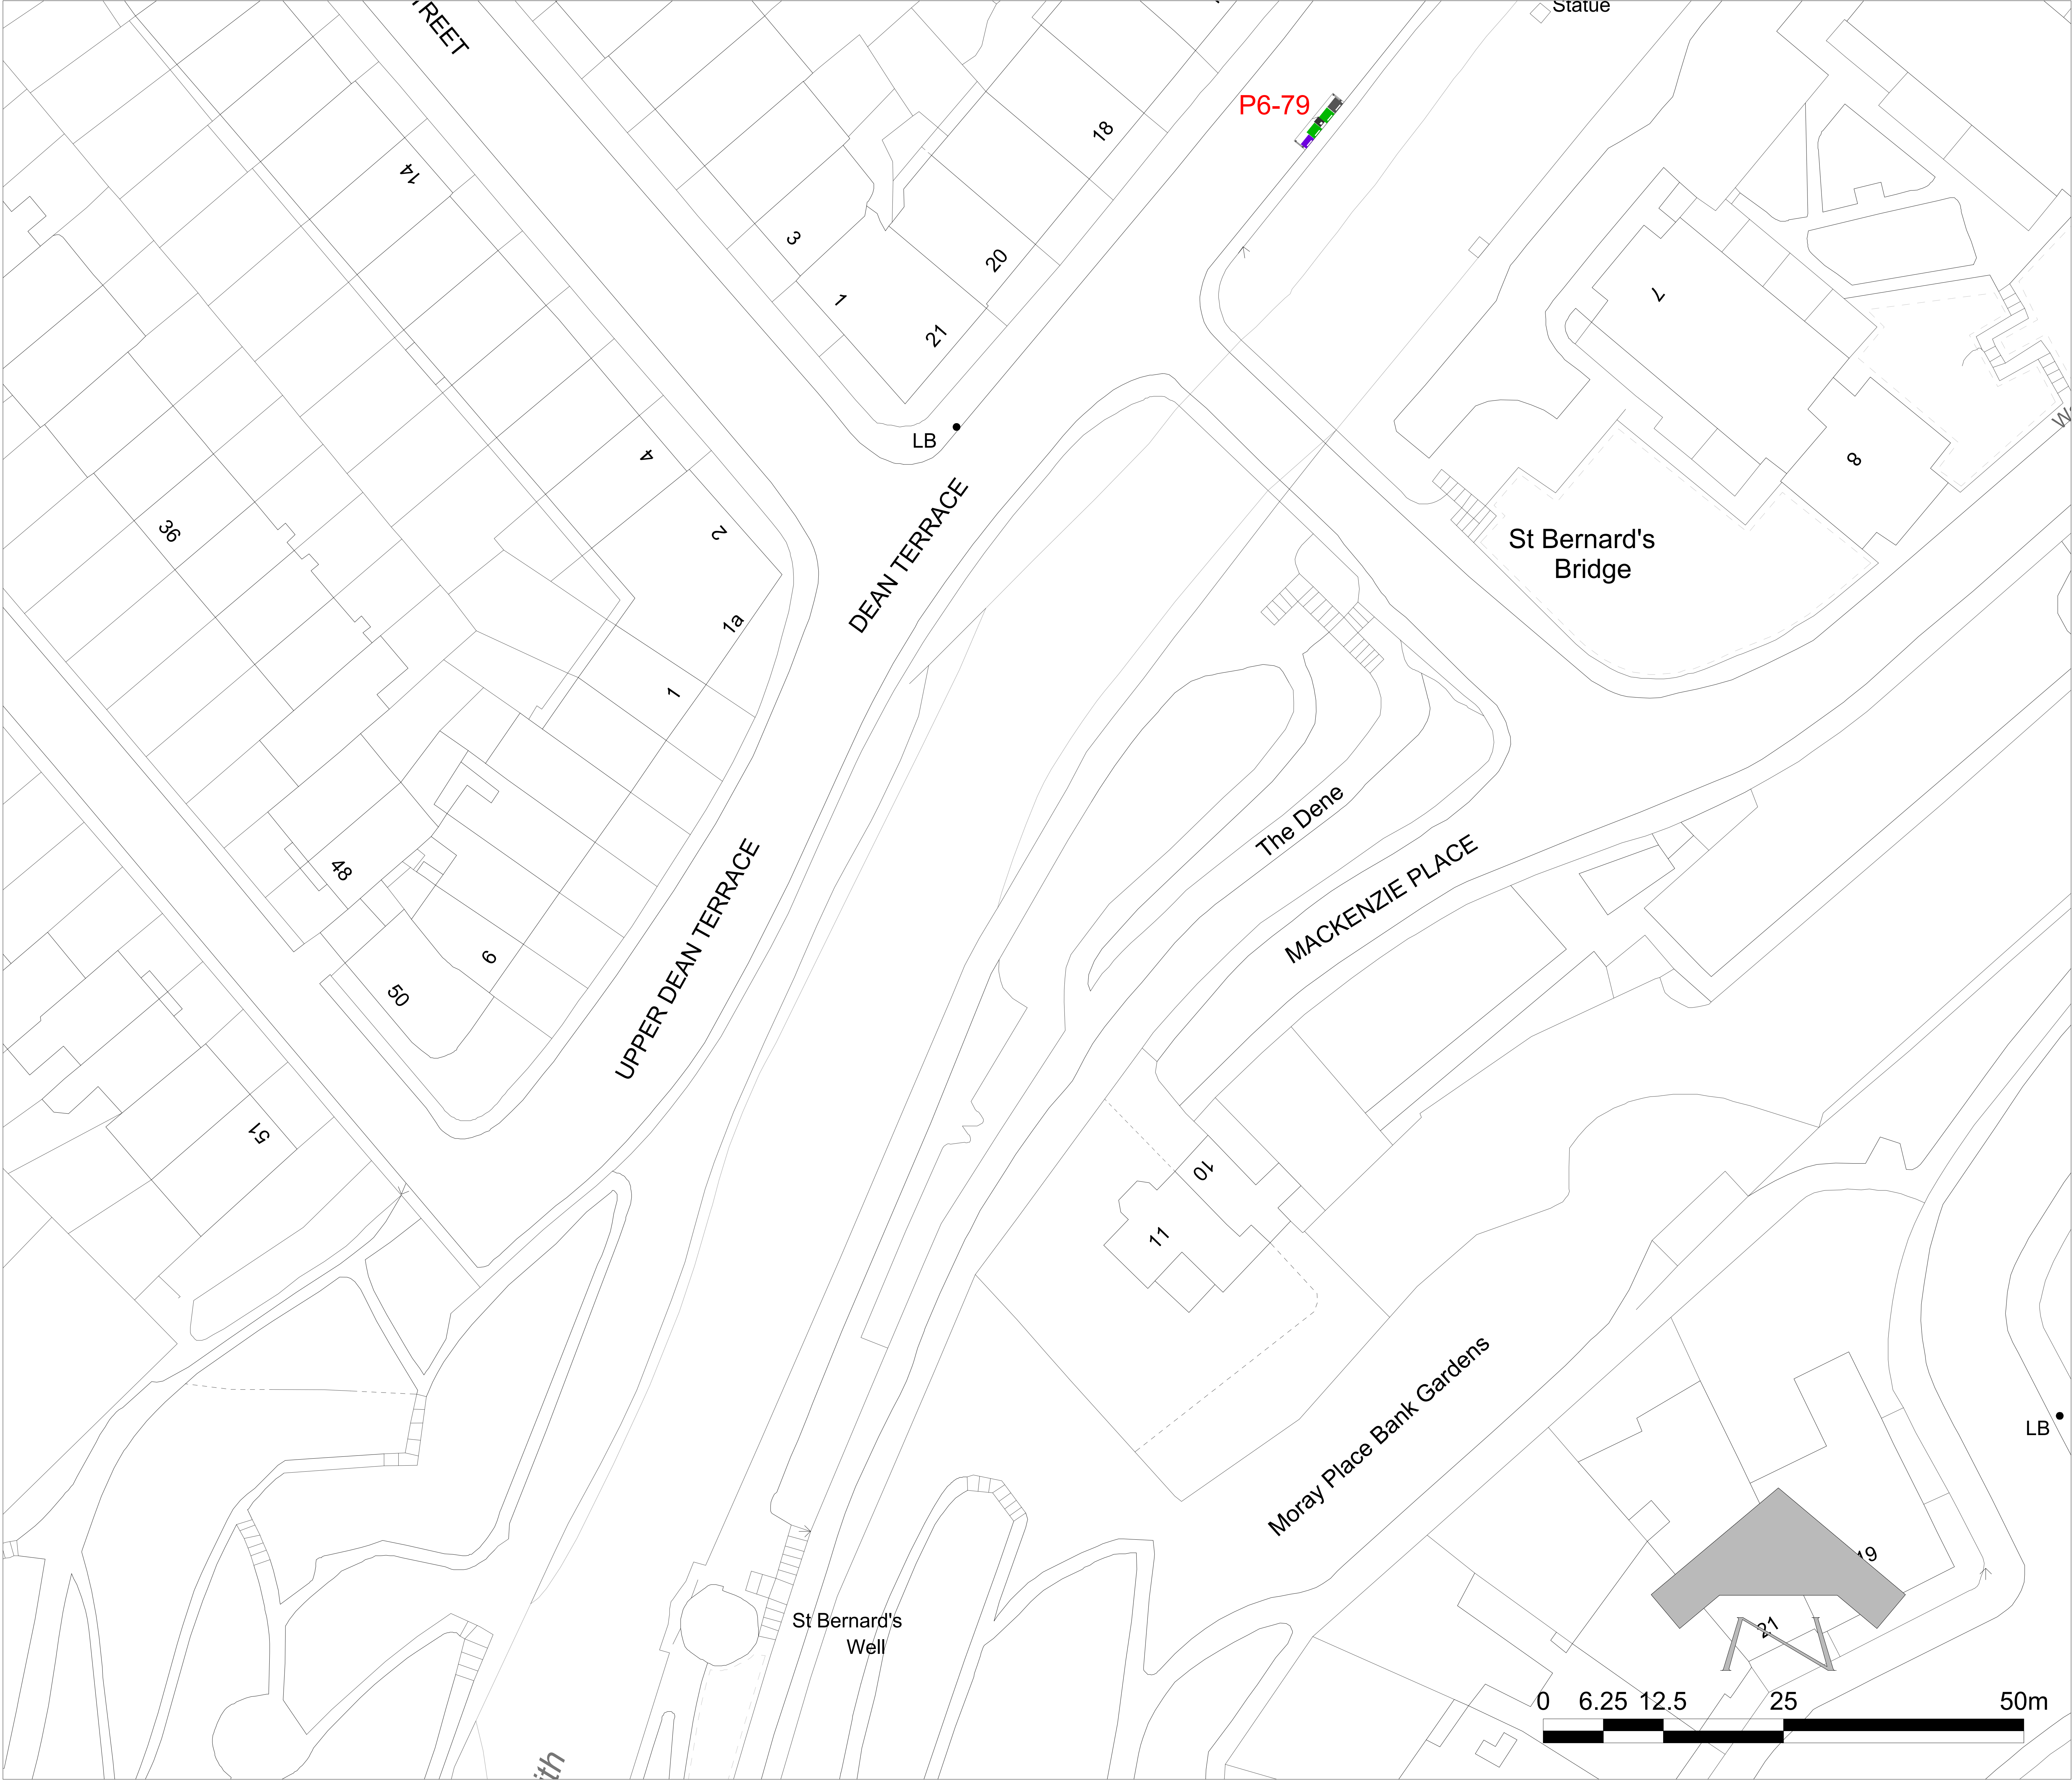 Statue
P6-79
14
18
3
20
1
21
7
LB
4
8
36
2
DEAN TERRACE
St Bernard's
Bridge
1a
1
The Dene
MACKENZIE PLACE
48
UPPER DEAN TERRACE
6
50
51
10
11
Moray Place Bank Gardens
LB
19
21
St Bernard's
Well
N
0 6.25 12.5 25 50m